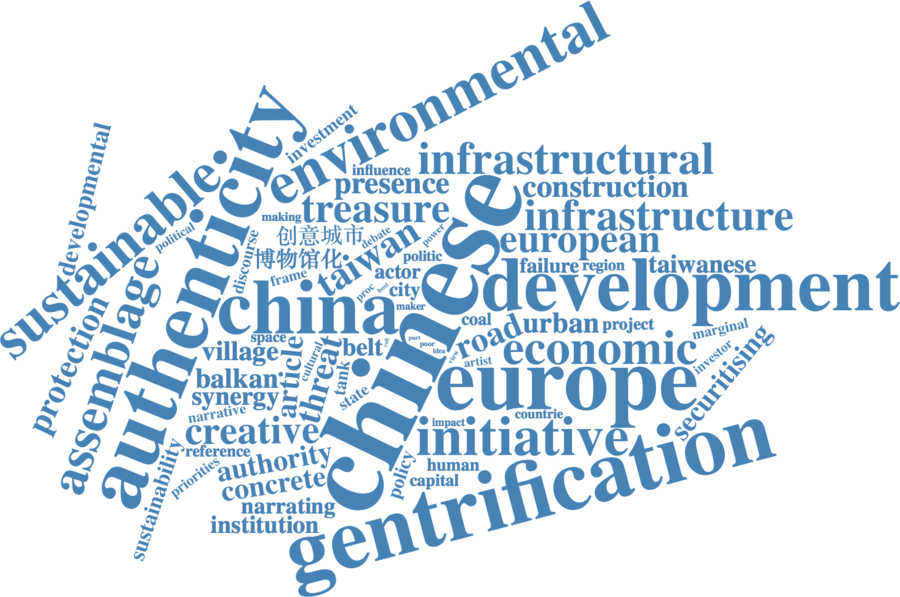 environmental
developmental
sustainable
authenticity
investment
influence
infrastructural
presence
construction
making
treasure
infrastructure
political
创意城市
debate
power
european
chinese
discourse
博物馆化
taiwan
politic
failure
region
taiwanese
frame
actor
assemblage
proc
host
city
development
protection
china
maker
coal
road
urban
project
marginal
space
village
article
cultural
threat
belt
roll
part
poor
idea
view
artist
economic
investor
securitising
balkan
synergy
tank
state
europe
narrative
creative
countrie
impact
initiative
reference
sustainability
priorities
authority
concrete
policy
human
capital
narrating
institution
gentrification